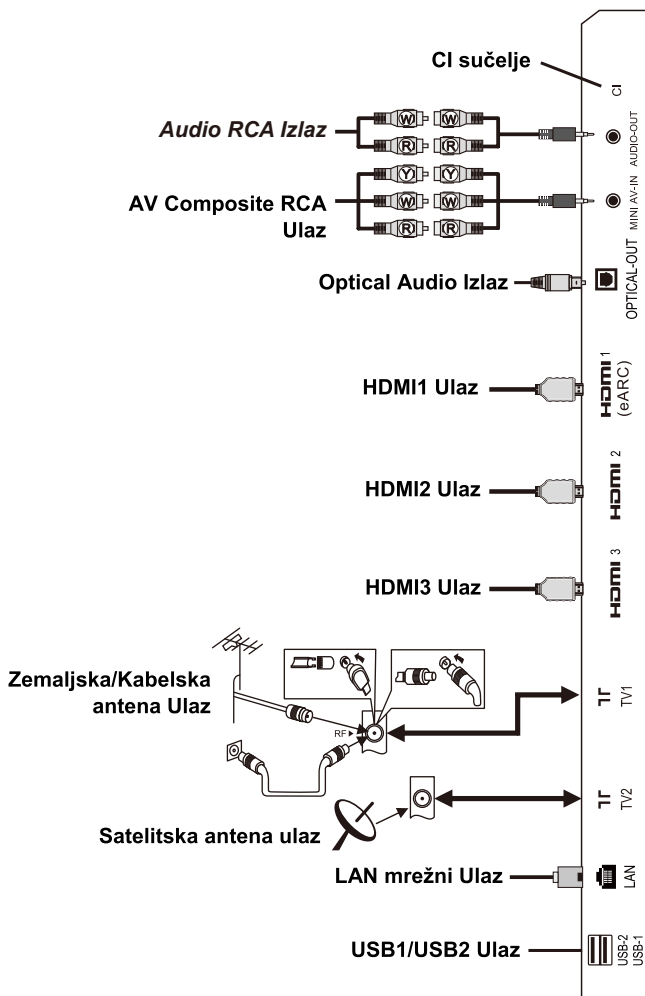 CI sučelje
CI
Audio RCA Izlaz
W W
R R
AUDIO-OUT
AV Composite RCA
Ulaz
Y Y
W W
R R
MINI AV-IN
Optical Audio Izlaz
OPTICAL-OUT
HDMI1 Ulaz
HDMI 1
(eARC)
HDMI2 Ulaz
HDMI 2
HDMI3 Ulaz
HDMI 3
Zemaljska/Kabelska
antena Ulaz
RF
TV1
Satelitska antena ulaz
TV2
LAN mrežni Ulaz
LAN
USB1/USB2 Ulaz
USB-2
USB-1